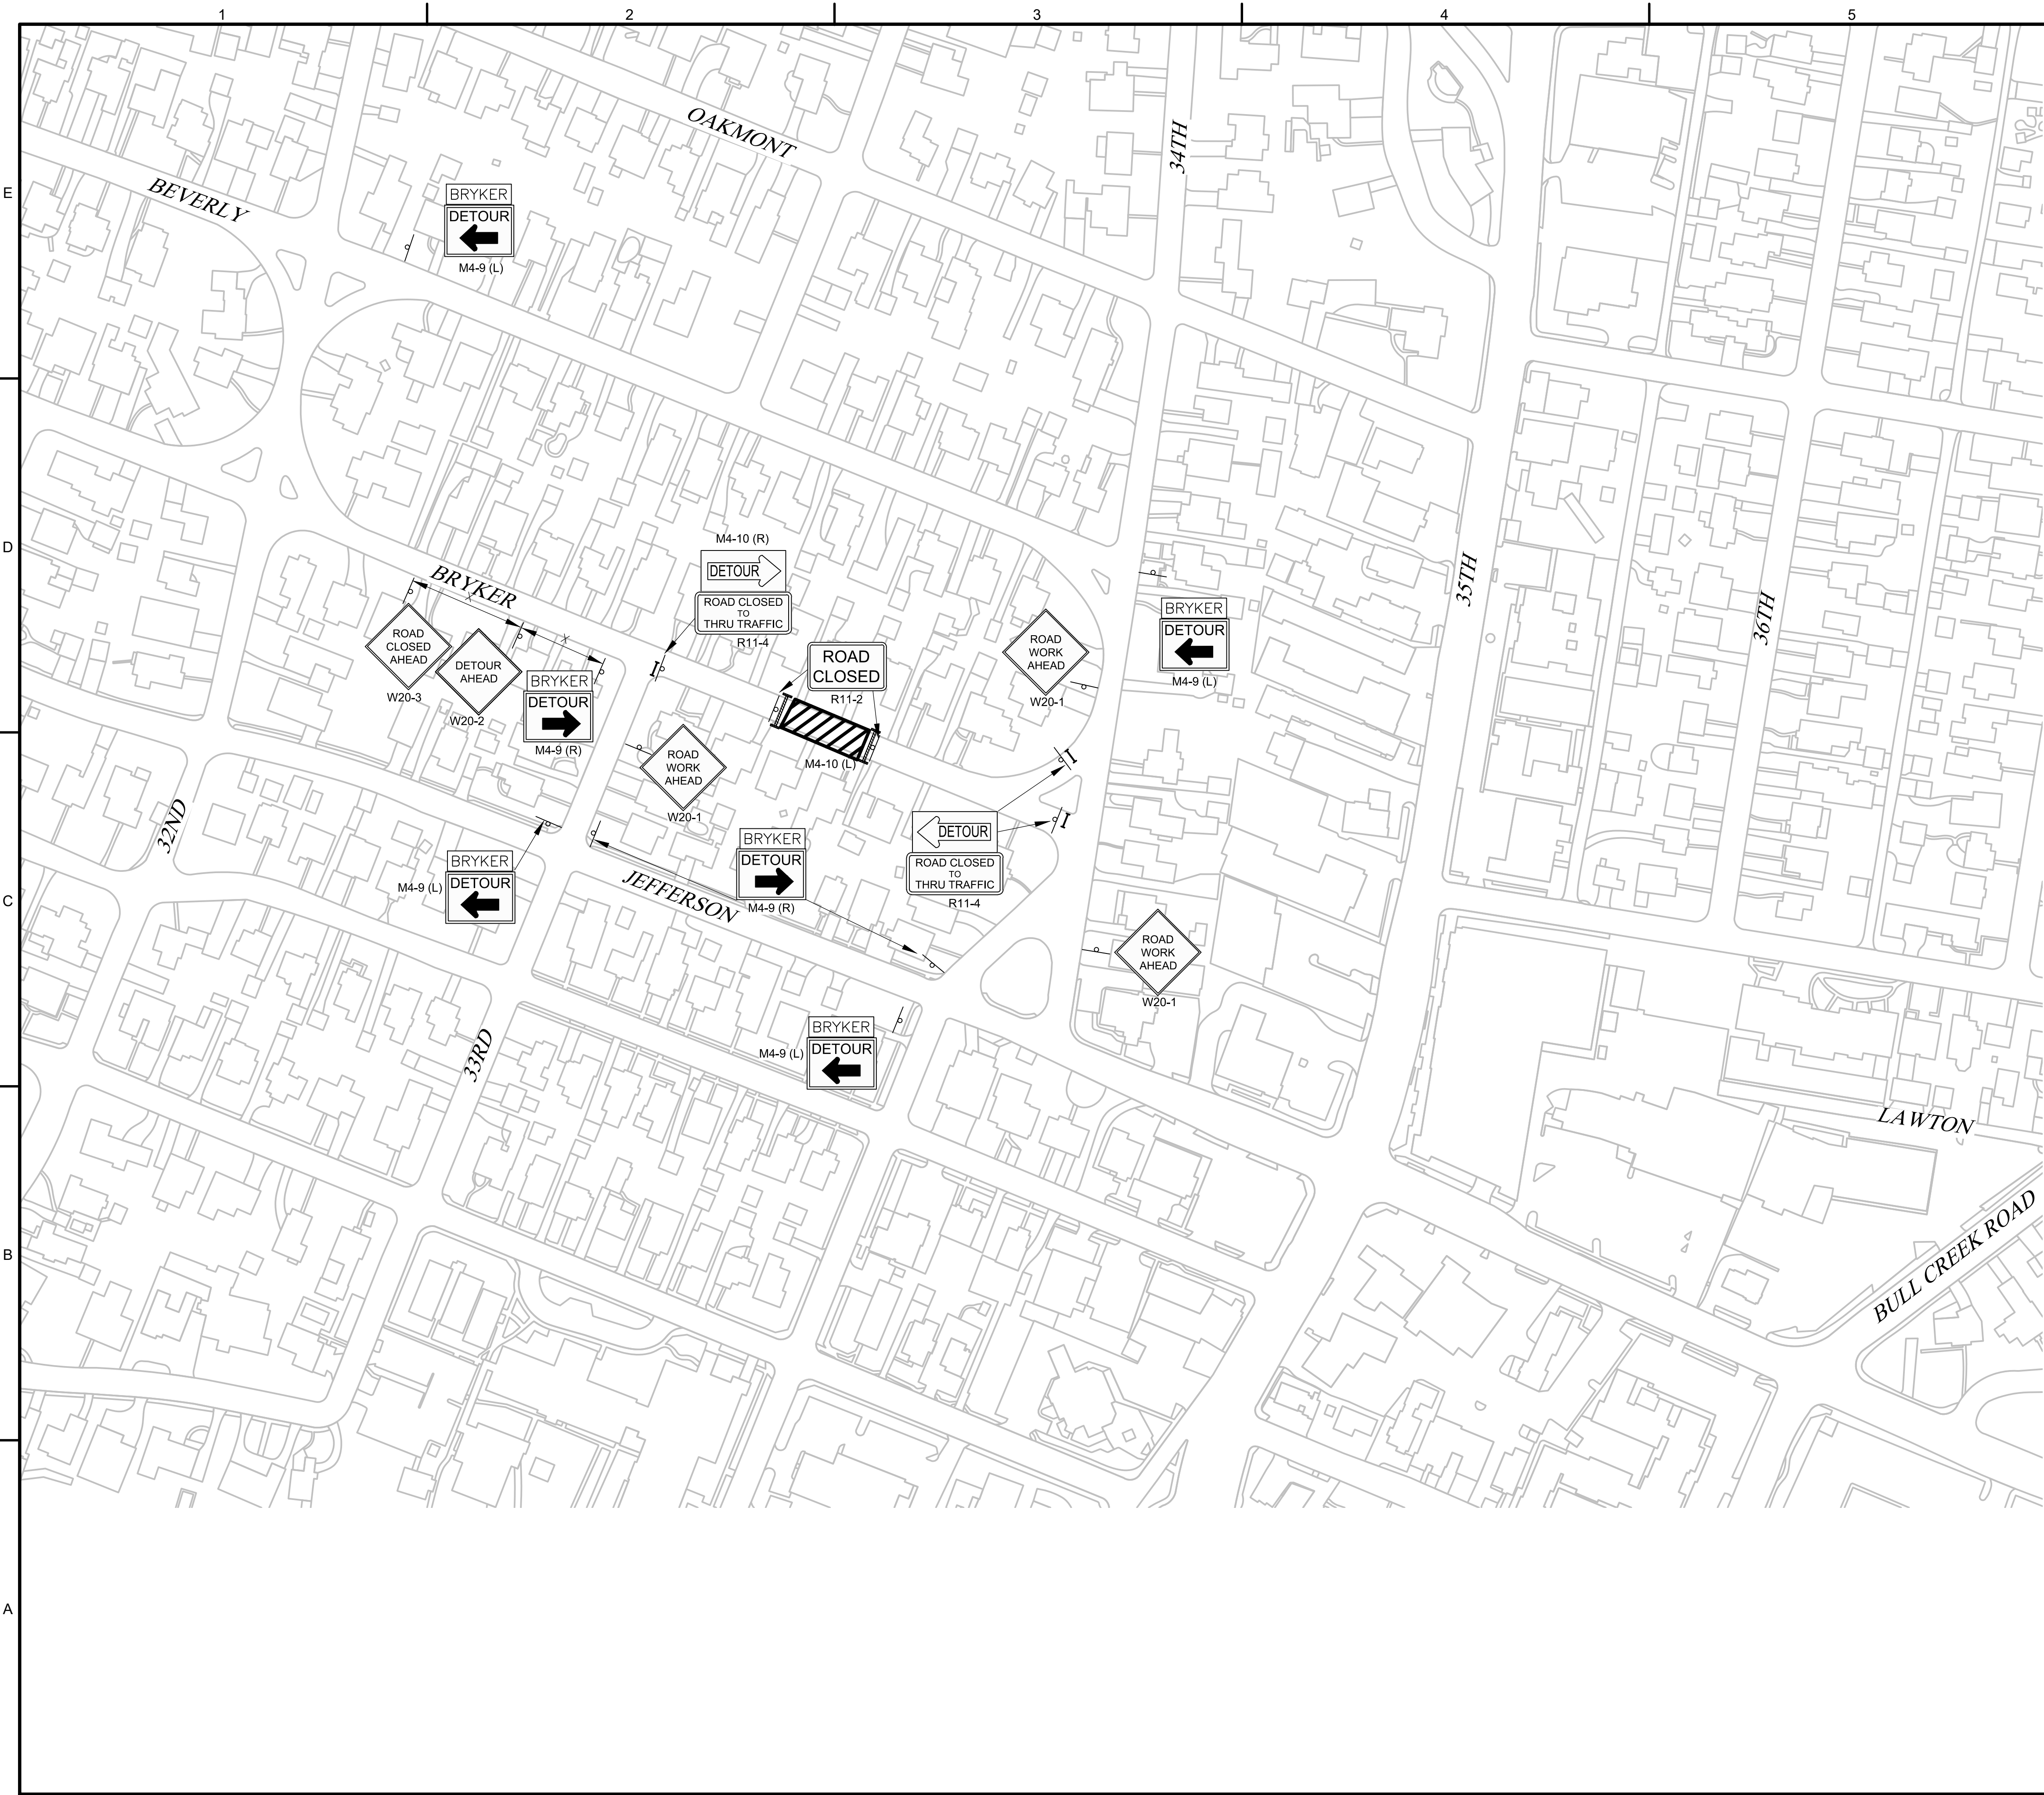 1
2
3
4
5
E
D
C
B
A
OAKMONT
34TH
BEVERLY
BRYKER
DETOUR
M4-9 (L)
M4-10 (R)
DETOUR
ROAD CLOSED
TO
THRU TRAFFIC
R11-4
BRYKER
X
X
35TH
36TH
ROAD
CLOSED
AHEAD
W20-3
DETOUR
AHEAD
W20-2
BRYKER
DETOUR
M4-9 (R)
ROAD
CLOSED
R11-2
M4-10 (L)
ROAD
WORK
AHEAD
W20-1
BRYKER
DETOUR
M4-9 (L)
ROAD
WORK
AHEAD
W20-1
32ND
BRYKER
M4-9 (L)
DETOUR
BRYKER
DETOUR
M4-9 (R)
DETOUR
ROAD CLOSED
TO
THRU TRAFFIC
R11-4
JEFFERSON
ROAD
WORK
AHEAD
W20-1
33RD
BRYKER
M4-9 (L)
DETOUR
LAWTON
BULL CREEK ROAD